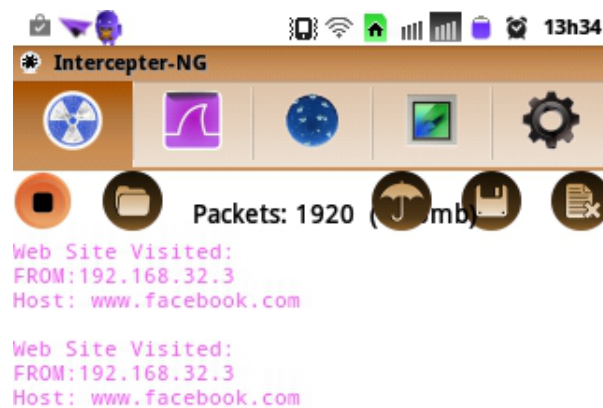 13h34
Intercepter-NG
Packets: 1920 ( mb)
Web Site Visited:
FROM:192.168.32.3
Host: www.facebook.com
Web Site Visited:
FROM:192.168.32.3
Host: www.facebook.com